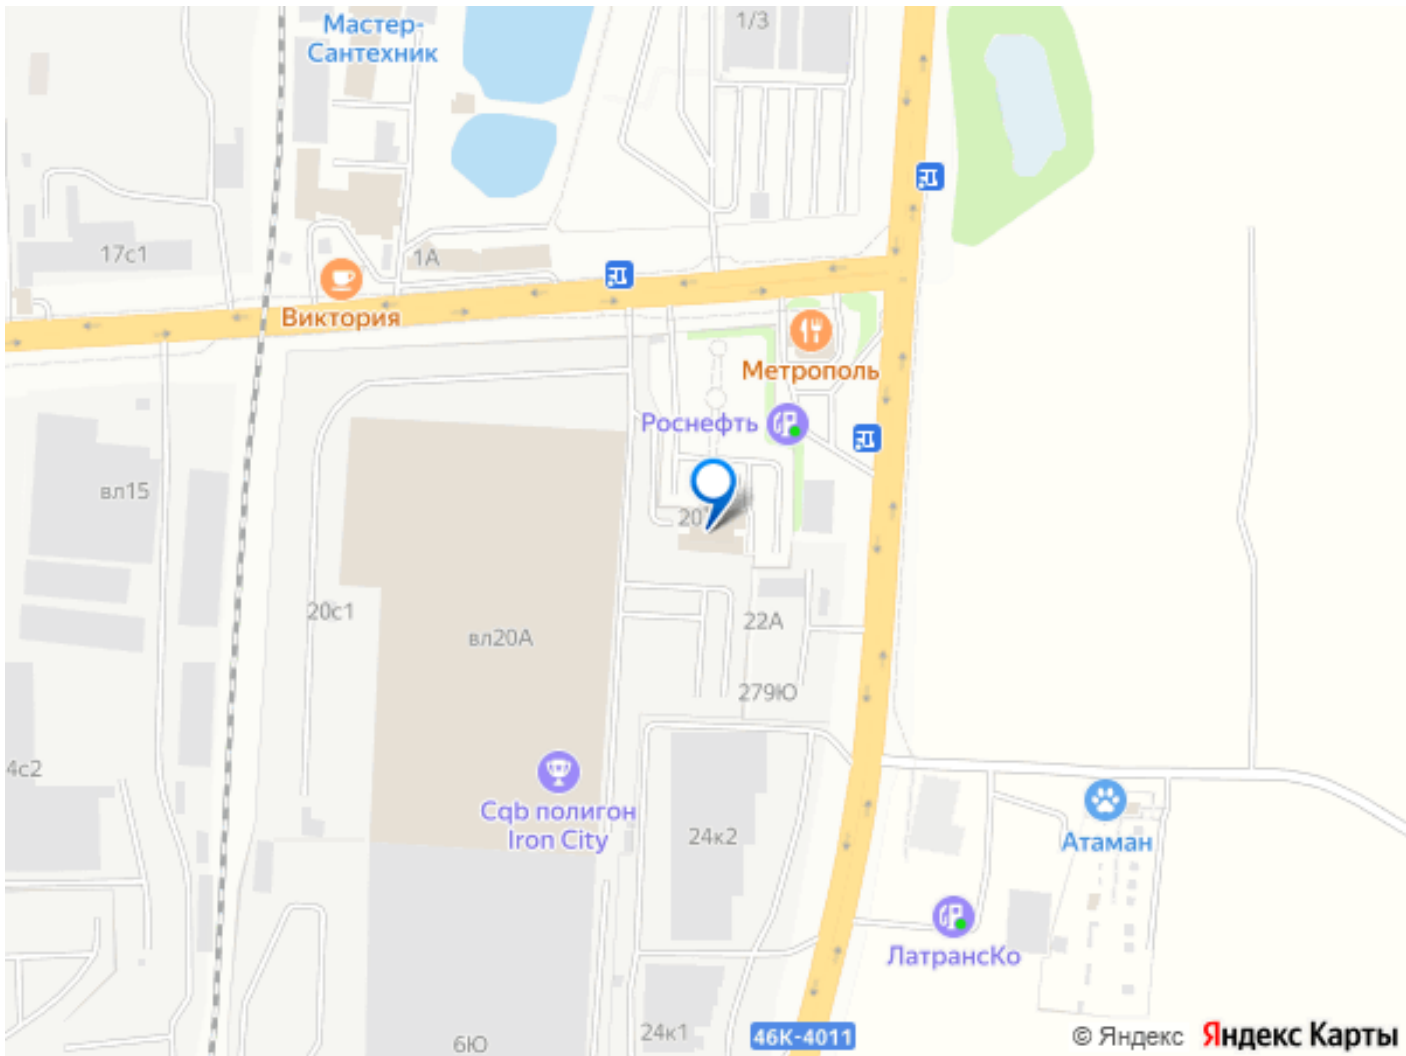 Мастер-
Сантехник
1/3
17с1
1А
Виктория
Метрополь
Роснефть
вл15
20с1
вл20А
22А
279Ю
4с2
Cqb полигон
Iron City
24к2
Атаман
ЛатрансКо
24к1
6Ю
46К-4011
© Яндекс Яндекс Карты